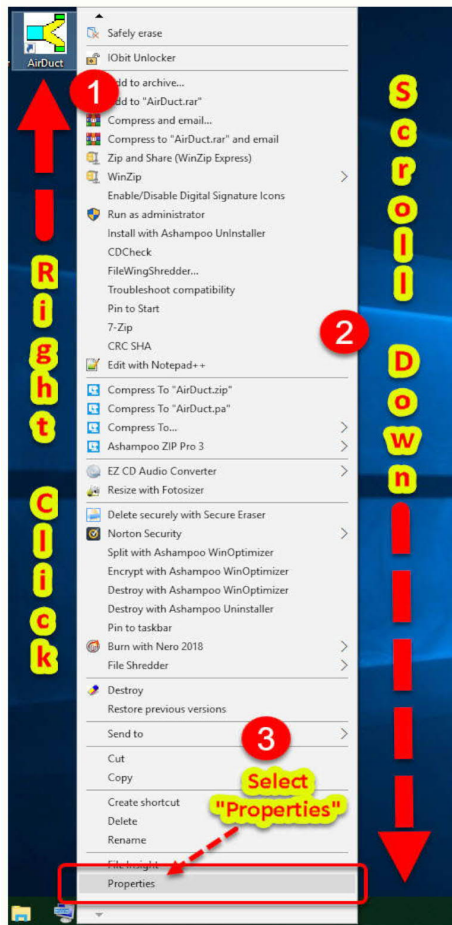 AirDuct
Safely erase
IObit Unlocker
1
dd to archive...
dd to "AirDuct.rar"
Compress and email...
Compress to "AirDuct.rar" and email
Zip and Share (WinZip Express)
WinZip
Enable/Disable Digital Signature Icons
Run as administrator
Install with Ashampoo UnInstaller
CDCheck
FileWingShredder...
Troubleshoot compatibility
Pin to Start
7-Zip
CRC SHA
2
Edit with Notepad++
Compress To "AirDuct.zip"
Compress To "AirDuct.pa"
Compress To...
Ashampoo ZIP Pro 3
EZ CD Audio Converter
Resize with Fotosizer
Delete securely with Secure Eraser
Norton Security
Split with Ashampoo WinOptimizer
Encrypt with Ashampoo WinOptimizer
Destroy with Ashampoo WinOptimizer
Destroy with Ashampoo Uninstaller
Pin to taskbar
Burn with Nero 2018
File Shredder
Destroy
Restore previous versions
Send to
3
Cut
Copy
Select
"Properties"
Create shortcut
Delete
Rename
File Insight
Properties
Right Click
Scroll Down